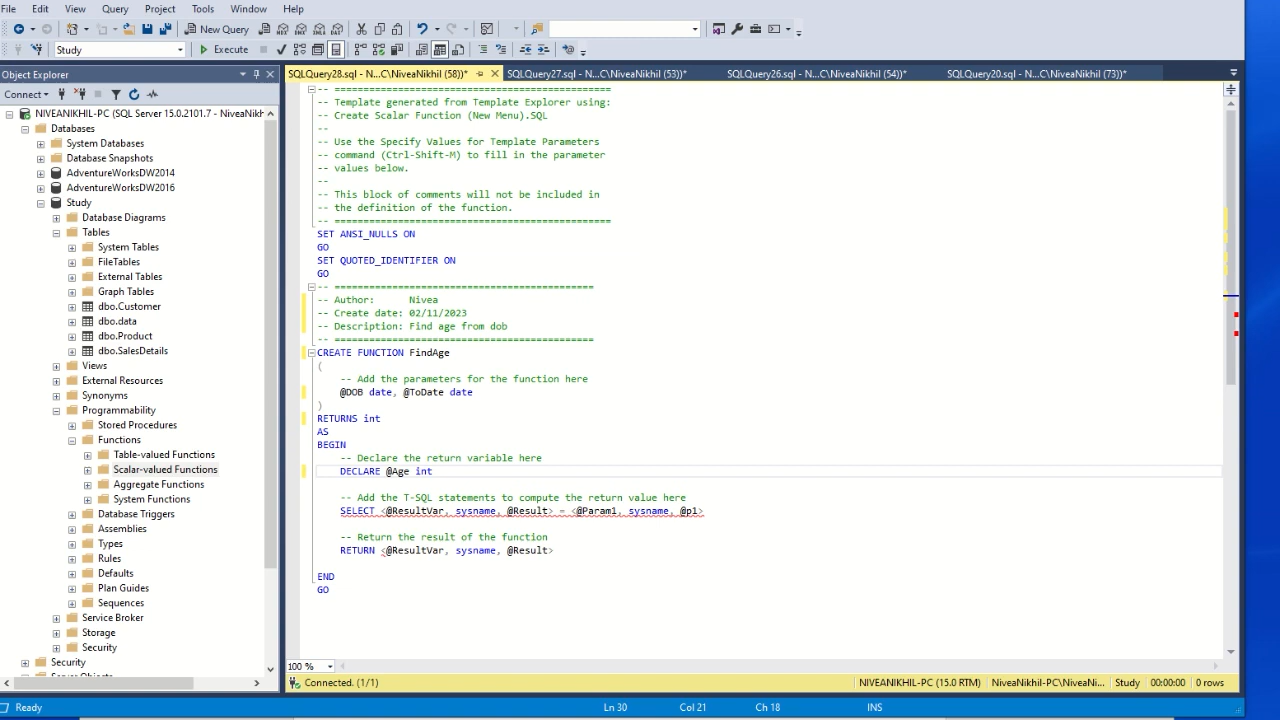 File Edit View Query Project Tools Window Help
New Query
Study Execute
Object Explorer
Connect
NIVEANIKHIL-PC (SQL Server 15.0.2101.7 - NiveaNikh
Databases
System Databases
Database Snapshots
AdventureWorksDW2014
AdventureWorksDW2016
Study
Database Diagrams
Tables
System Tables
FileTables
External Tables
Graph Tables
dbo.Customer
dbo.data
dbo.Product
dbo.SalesDetails
Views
External Resources
Synonyms
Programmability
Stored Procedures
Functions
Table-valued Functions
Scalar-valued Functions
Aggregate Functions
System Functions
Database Triggers
Assemblies
Types
Rules
Defaults
Plan Guides
Sequences
Service Broker
Storage
Security
Security
SQLQuery28.sql - N...C\NiveaNikhil (58))* SQLQuery27.sql - N...C\NiveaNikhil (53))* SQLQuery26.sql - N...C\NiveaNikhil (54))* SQLQuery20.sql - N...C\NiveaNikhil (73))*
-- ================================================
-- Template generated from Template Explorer using:
-- Create Scalar Function (New Menu).SQL
--
-- Use the Specify Values for Template Parameters
-- command (Ctrl-Shift-M) to fill in the parameter
-- values below.
--
-- This block of comments will not be included in
-- the definition of the function.
-- ================================================
SET ANSI_NULLS ON
GO
SET QUOTED_IDENTIFIER ON
GO
-- =============================================
-- Author: Nivea
-- Create date: 02/11/2023
-- Description: Find age from dob
-- =============================================
CREATE FUNCTION FindAge
(
-- Add the parameters for the function here
@DOB date, @ToDate date
)
RETURNS int
AS
BEGIN
-- Declare the return variable here
DECLARE @Age int
-- Add the T-SQL statements to compute the return value here
SELECT <@ResultVar, sysname, @Result> = <@Param1, sysname, @p1>
-- Return the result of the function
RETURN <@ResultVar, sysname, @Result>
END
GO
100 %
Connected. (1/1) NIVEANIKHIL-PC (15.0 RTM) NiveaNikhil-PC\NiveaNi... Study 00:00:00 0 rows
Ready Ln 30 Col 21 Ch 18 INS